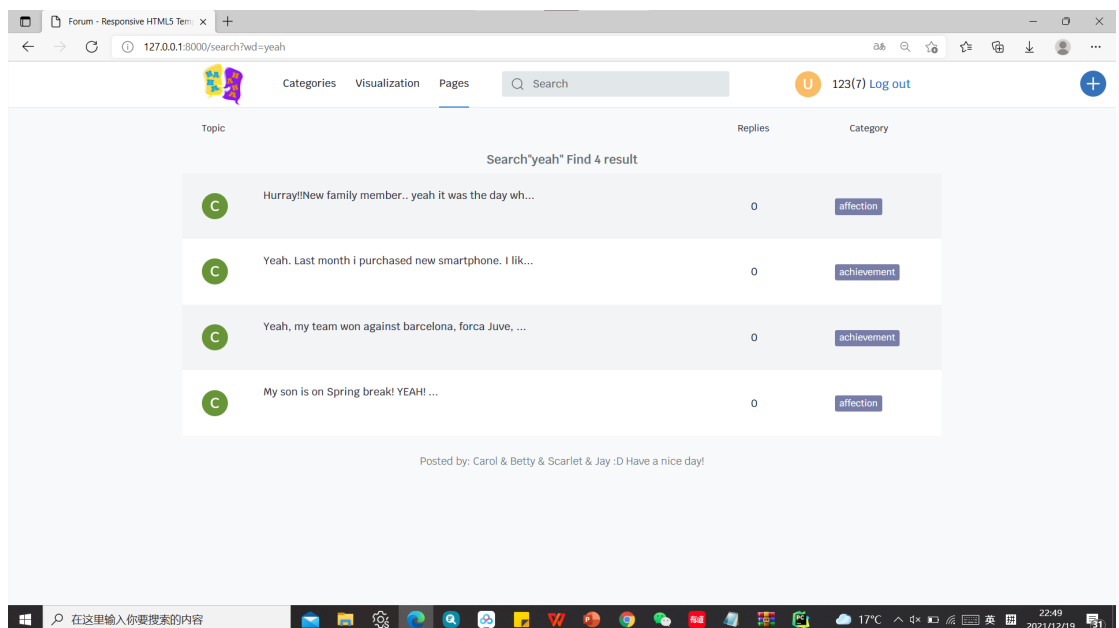 Forum - Responsive HTML5 Tem
127.0.0.1:8000/search?wd=yeah
Categories Visualization Pages Search U 123(7) Log out
Topic Replies Category
Search"yeah" Find 4 result
C Hurray!!New family member.. yeah it was the day wh... 0 affection
C Yeah. Last month i purchased new smartphone. I lik... 0 achievement
C Yeah, my team won against barcelona, forca Juve, ... 0 achievement
C My son is on Spring break! YEAH! ... 0 affection
Posted by: Carol & Betty & Scarlet & Jay :D Have a nice day!
在这里输入你要搜索的内容 17°C 英 22:49
2021/12/19 31